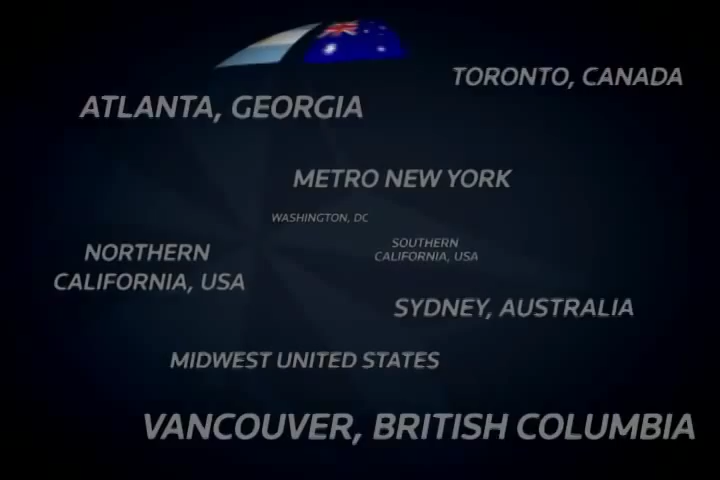 TORONTO, CANADA
ATLANTA, GEORGIA
METRO NEW YORK
WASHINGTON, DC
NORTHERN
CALIFORNIA, USA
SOUTHERN
CALIFORNIA, USA
SYDNEY, AUSTRALIA
MIDWEST UNITED STATES
VANCOUVER, BRITISH COLUMBIA